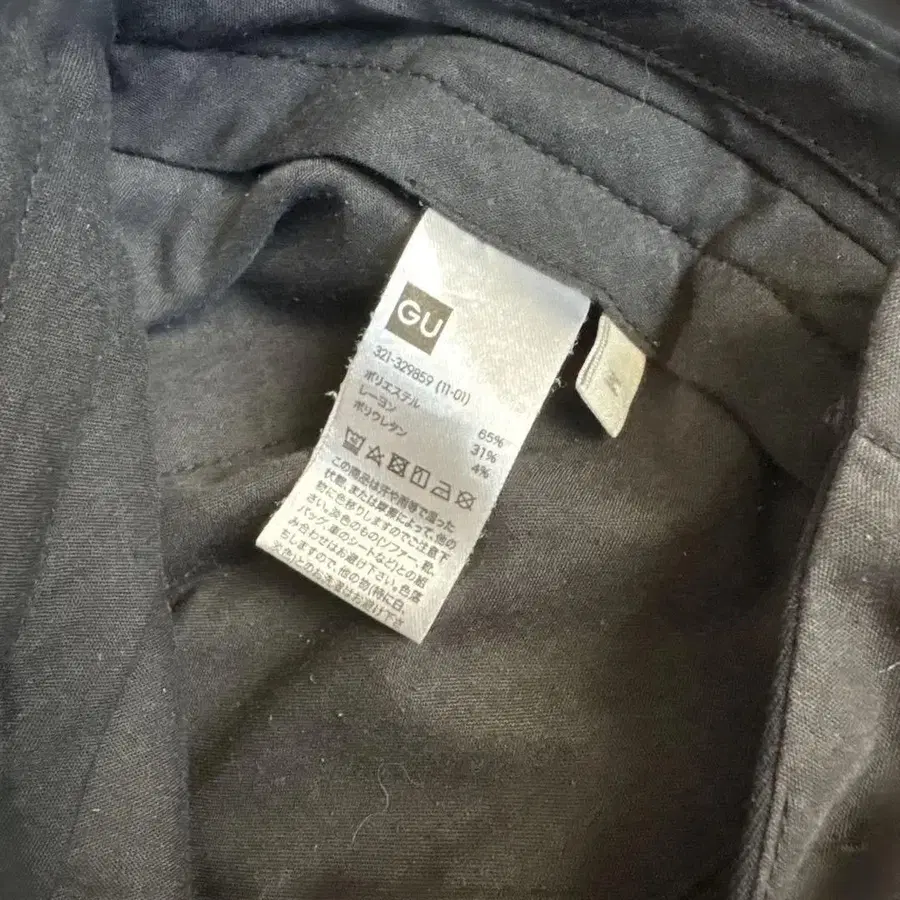 GU
321-329859 (11-01)
ポリエステル 65%
レーヨン 31%
ポリウレタン 4%
この商品は汗や雨等で湿った
状態、または摩擦によって、他の
物に色移りしますのでご注意下
さい。淡色のもの(ソファー、靴、
バッグ、車のシートなど)との組
み合わせはお避け下さい。色落
ちしますので、他の物(特に白、
淡色)とのお洗濯はお避け下さ
M